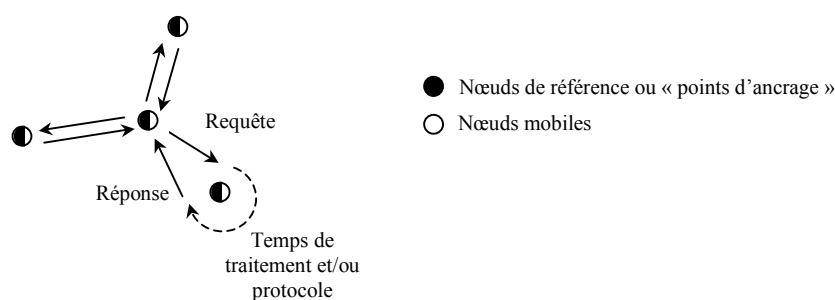 Nœuds de référence ou « points d'ancrage »
Nœuds mobiles
Requête
Réponse
Temps de
traitement et/ou
protocole